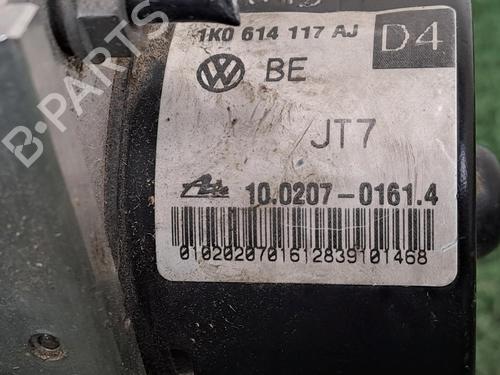 1K0 614 117 AJ
D4
BE
JT7
Ate
10.0207-0161.4
0102020701612839101468
B-PARTS